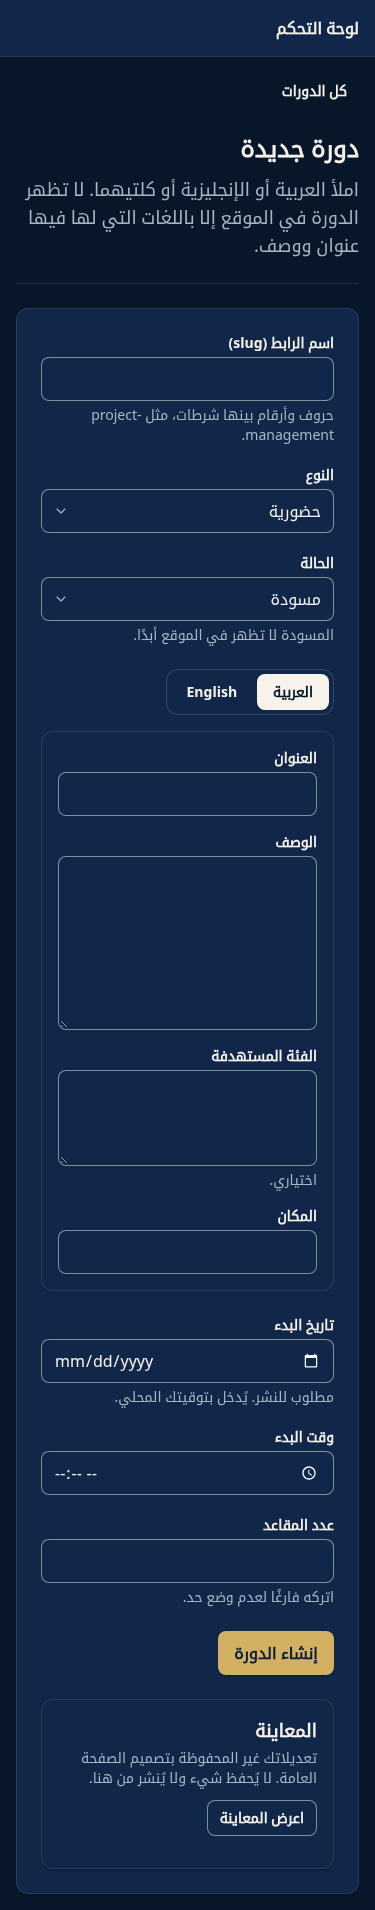 لوحة التحكم
كل الدورات
دورة جديدة
املأ العربية أو الإنجليزية أو كلتيهما. لا تظهر
الدورة في الموقع إلا باللغات التي لها فيها
عنوان ووصف.
اسم الرابط (slug)
حروف وأرقام بينها شرطات، مثل project-
management.
النوع
حضورية
الحالة
مسودة
المسودة لا تظهر في الموقع أبدًا.
العربية English
العنوان
الوصف
الفئة المستهدفة
اختياري.
المكان
تاريخ البدء
mm/dd/yyyy
مطلوب للنشر. يُدخل بتوقيتك المحلي.
وقت البدء
--:-- --
عدد المقاعد
اتركه فارغًا لعدم وضع حد.
إنشاء الدورة
المعاينة
تعديلاتك غير المحفوظة بتصميم الصفحة
العامة. لا يُحفظ شيء ولا يُنشر من هنا.
اعرض المعاينة